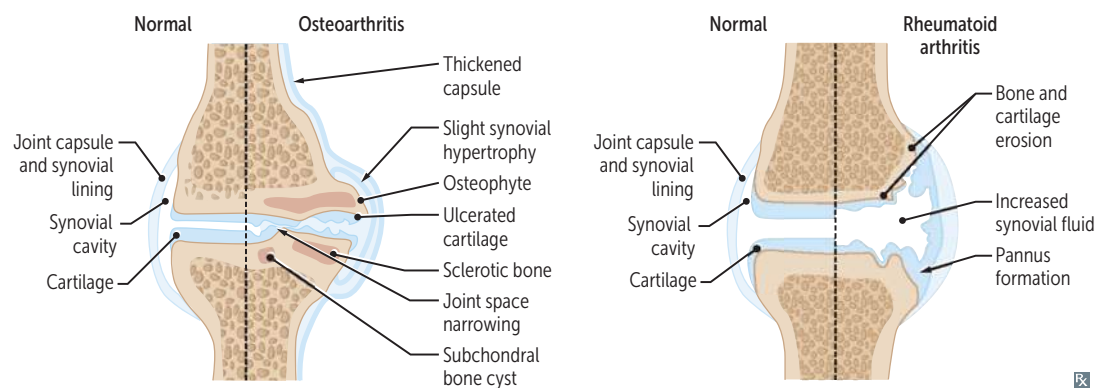 Normal
Osteoarthritis
Joint capsule
and synovial
lining
Synovial
cavity
Cartilage
Thickened
capsule
Slight synovial
hypertrophy
Osteophyte
Ulcerated
cartilage
Sclerotic bone
Joint space
narrowing
Subchondral
bone cyst
Normal
Rheumatoid
arthritis
Joint capsule
and synovial
lining
Synovial
cavity
Cartilage
Bone and
cartilage
erosion
Increased
synovial fluid
Pannus
formation
Rx